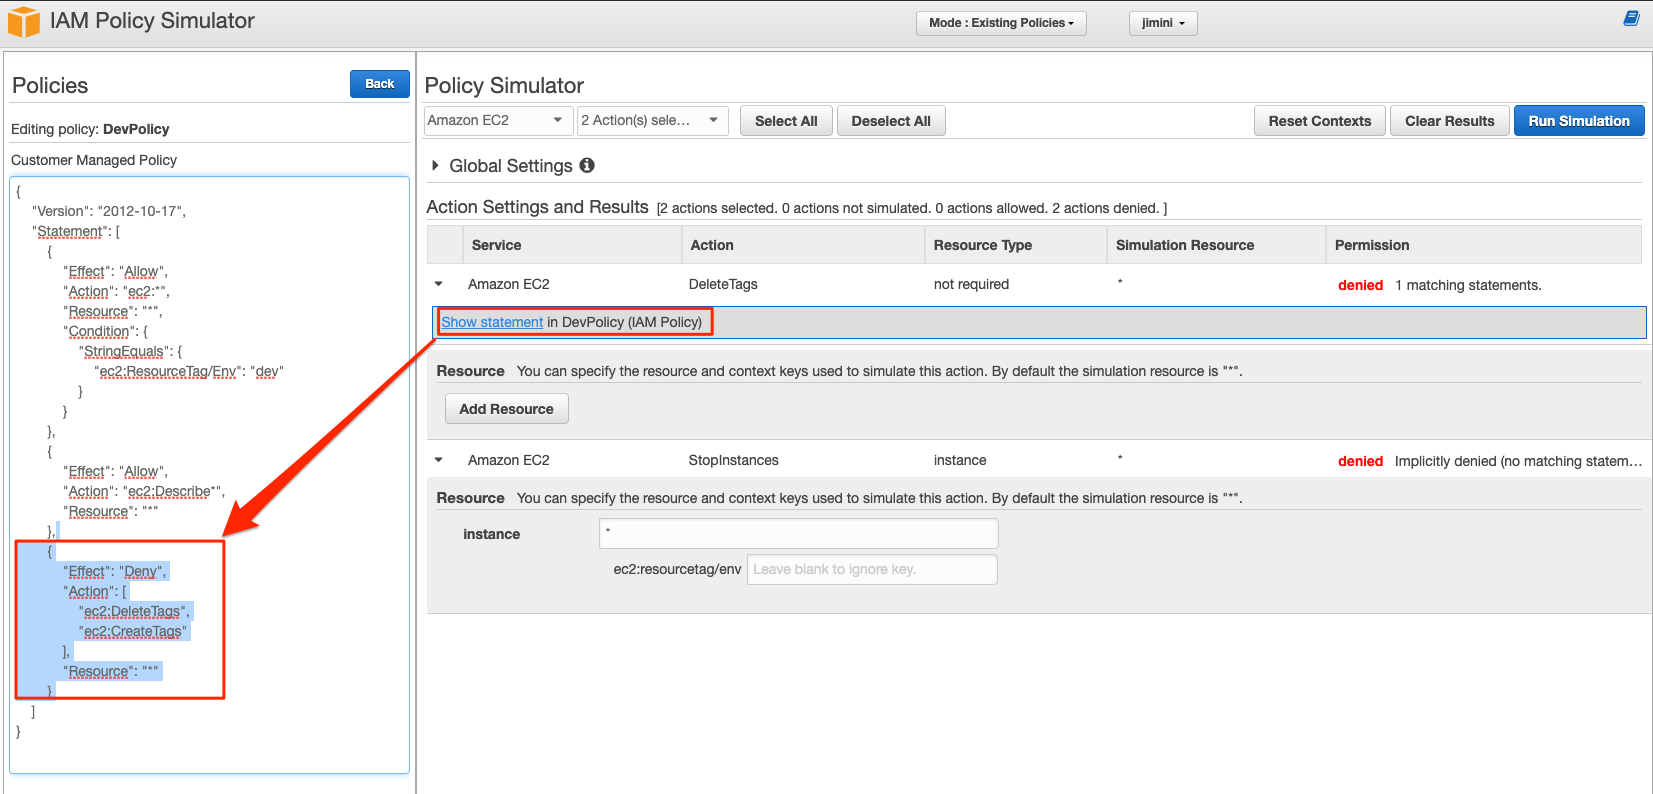 IAM Policy Simulator
Mode : Existing Policies
jimini
Policies
Back
Editing policy: DevPolicy
Customer Managed Policy
{
"Version": "2012-10-17",
"Statement": [
{
"Effect": "Allow",
"Action": "ec2:*",
"Resource": "*",
"Condition": {
"StringEquals": {
"ec2:ResourceTag/Env": "dev"
}
}
},
{
"Effect": "Allow",
"Action": "ec2:Describe*",
"Resource": "*"
},
{
"Effect": "Deny",
"Action": [
"ec2:DeleteTags",
"ec2:CreateTags"
],
"Resource": "*"
}
]
}
Policy Simulator
Amazon EC2
2 Action(s) sele...
Select All
Deselect All
Reset Contexts
Clear Results
Run Simulation
Global Settings
Action Settings and Results [2 actions selected. 0 actions not simulated. 0 actions allowed. 2 actions denied. ]
Service Action Resource Type Simulation Resource Permission
Amazon EC2 DeleteTags not required * denied 1 matching statements.
Show statement in DevPolicy (IAM Policy)
Resource You can specify the resource and context keys used to simulate this action. By default the simulation resource is "*".
Add Resource
Amazon EC2 StopInstances instance * denied Implicitly denied (no matching statem...
Resource You can specify the resource and context keys used to simulate this action. By default the simulation resource is "*".
instance *
ec2:resourcetag/env Leave blank to ignore key.